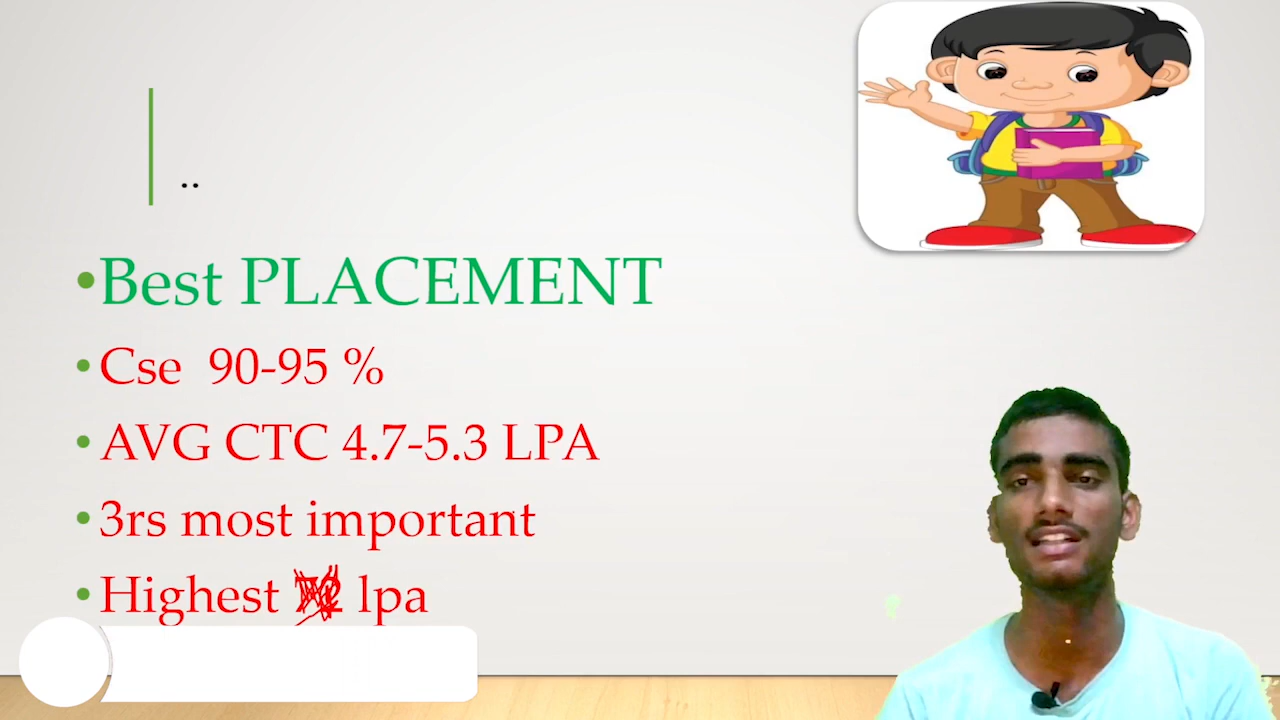 ..
•Best PLACEMENT
•Cse 90-95 %
•AVG CTC 4.7-5.3 LPA
•3rs most important
•Highest lpa